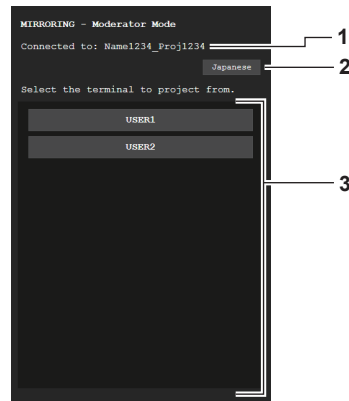 MIRRORING - Moderator Mode
Connected to: Name1234_Proj1234
1
Japanese
2
Select the terminal to project from.
USER1
USER2
3